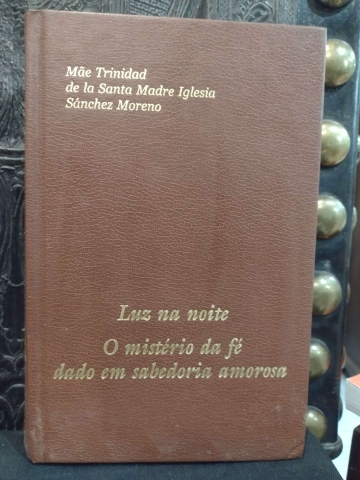 Mãe Trinidad
de la Santa Madre Iglesia
Sánchez Moreno
Luz na noite
O mistério da fé
dado em sabedoria amorosa